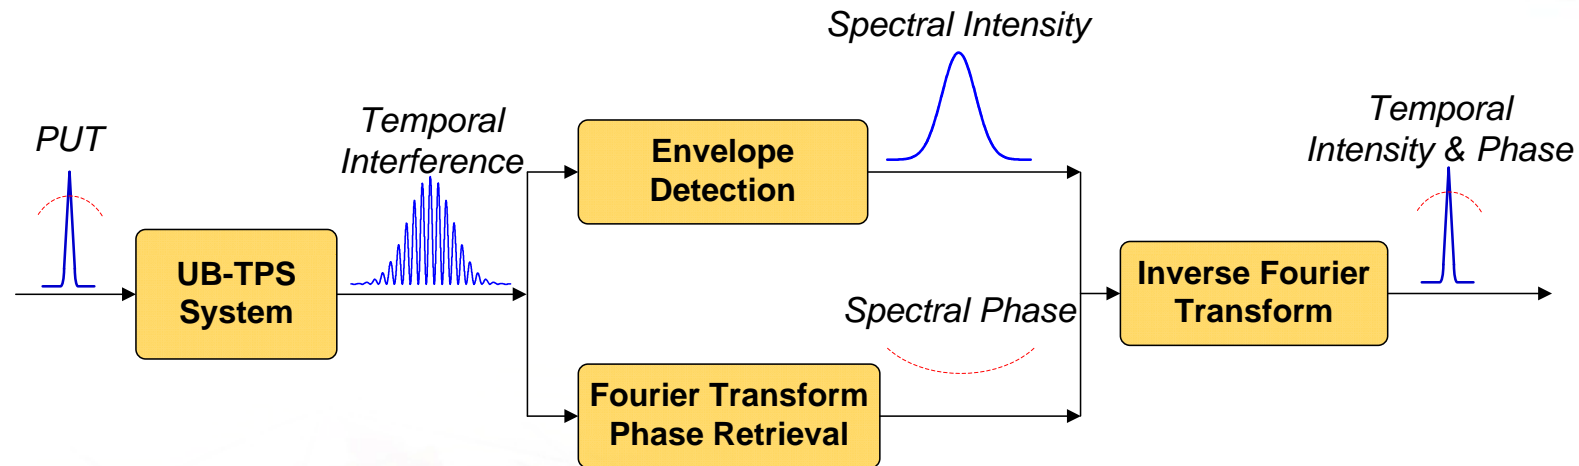 PUT
UB-TPS
System
Temporal
Interference
Envelope
Detection
Spectral Intensity
Fourier Transform
Phase Retrieval
Spectral Phase
Inverse Fourier
Transform
Temporal
Intensity & Phase